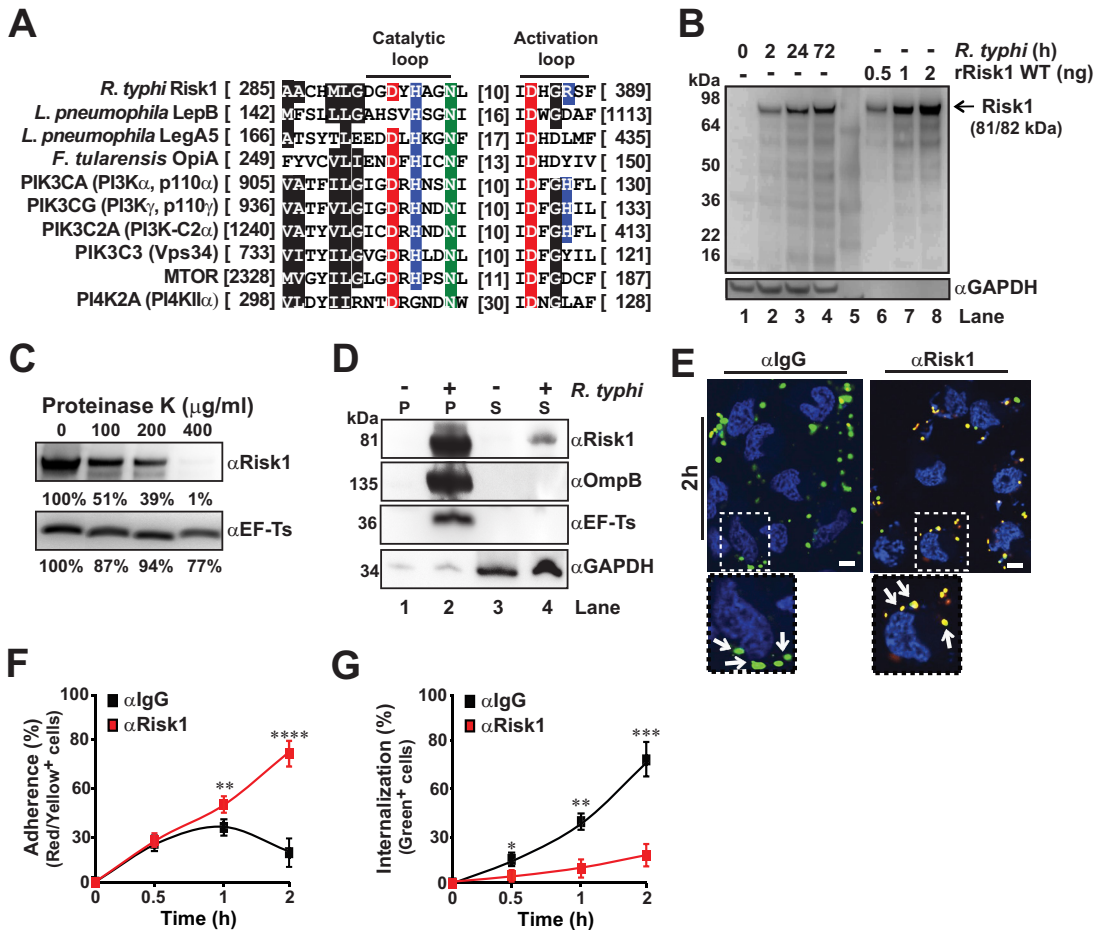 A
Catalytic loop
Activation loop
R. typhi Risk1 [ 285] AACHMLGDGDYHAGNL [10] IDHGRSF [ 389]
L. pneumophila LepB [ 142] MFSLLLGAHSVHSGNI [16] IDWGDAF [1113]
L. pneumophila LegA5 [ 166] ATSYTLEEDDLHKGNF [17] IDHDLMF [ 435]
F. tularensis OpiA [ 249] FYVCVLIENDFHICNF [13] IDHDYIV [ 150]
PIK3CA (PI3Kα, p110α) [ 905] VATFILGIGDRHNSNI [10] IDFGHFL [ 130]
PIK3CG (PI3Kγ, p110γ) [ 936] VATFVLGIGDRHNDNI [10] IDFGHIL [ 133]
PIK3C2A (PI3K-C2α) [1240] VATYVLGICDRHNDNI [10] IDFGHFL [ 413]
PIK3C3 (Vps34) [ 733] VITYILGVGDRHLDNL [10] IDFGYIL [ 121]
MTOR [2328] MVGYILGLGDRHPSNL [11] IDFGDCF [ 187]
PI4K2A (PI4KIIα) [ 298] VLDYIIRNTDRGNDNW [30] IDNGLAF [ 128]
B
0 2 24 72 - - - R. typhi (h)
- - - - 0.5 1 2 rRisk1 WT (ng)
kDa
98
64
50
36
22
16
Risk1
(81/82 kDa)
αGAPDH
1 2 3 4 5 6 7 8 Lane
C
Proteinase K (μg/ml)
0 100 200 400
αRisk1
100% 51% 39% 1%
αEF-Ts
100% 87% 94% 77%
D
- + - + R. typhi
P P S S
kDa
81 αRisk1
135 αOmpB
36 αEF-Ts
34 αGAPDH
1 2 3 4 Lane
E
αIgG αRisk1
2h
F
αIgG
αRisk1
Adherence (%)
(Red/Yellow⁺ cells)
100
80
60
30
0
** ****
0 0.5 1 2
Time (h)
G
αIgG
αRisk1
Internalization (%)
(Green⁺ cells)
100
80
60
30
0
* ** ***
0 0.5 1 2
Time (h)